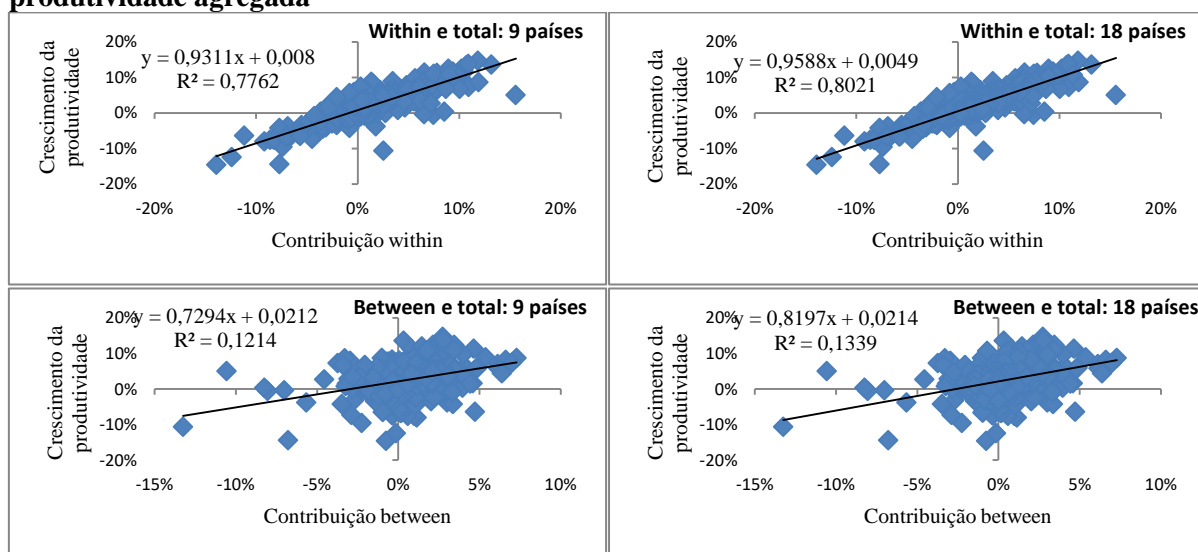 produtividade agregada
Within e total: 9 países
y = 0,9311x + 0,008
R² = 0,7762
Crescimento da
produtividade
20%
10%
0%
-10%
-20%
-20%
-10%
0%
10%
20%
Contribuição within
Within e total: 18 países
y = 0,9588x + 0,0049
R² = 0,8021
Crescimento da
produtividade
20%
10%
0%
-10%
-20%
-20%
-10%
0%
10%
20%
Contribuição within
Between e total: 9 países
y = 0,7294x + 0,0212
R² = 0,1214
Crescimento da
produtividade
20%
10%
0%
-10%
-20%
-15%
-10%
-5%
0%
5%
10%
Contribuição between
Between e total: 18 países
y = 0,8197x + 0,0214
R² = 0,1339
Crescimento da
produtividade
20%
10%
0%
-10%
-20%
-15%
-10%
-5%
0%
5%
10%
Contribuição between